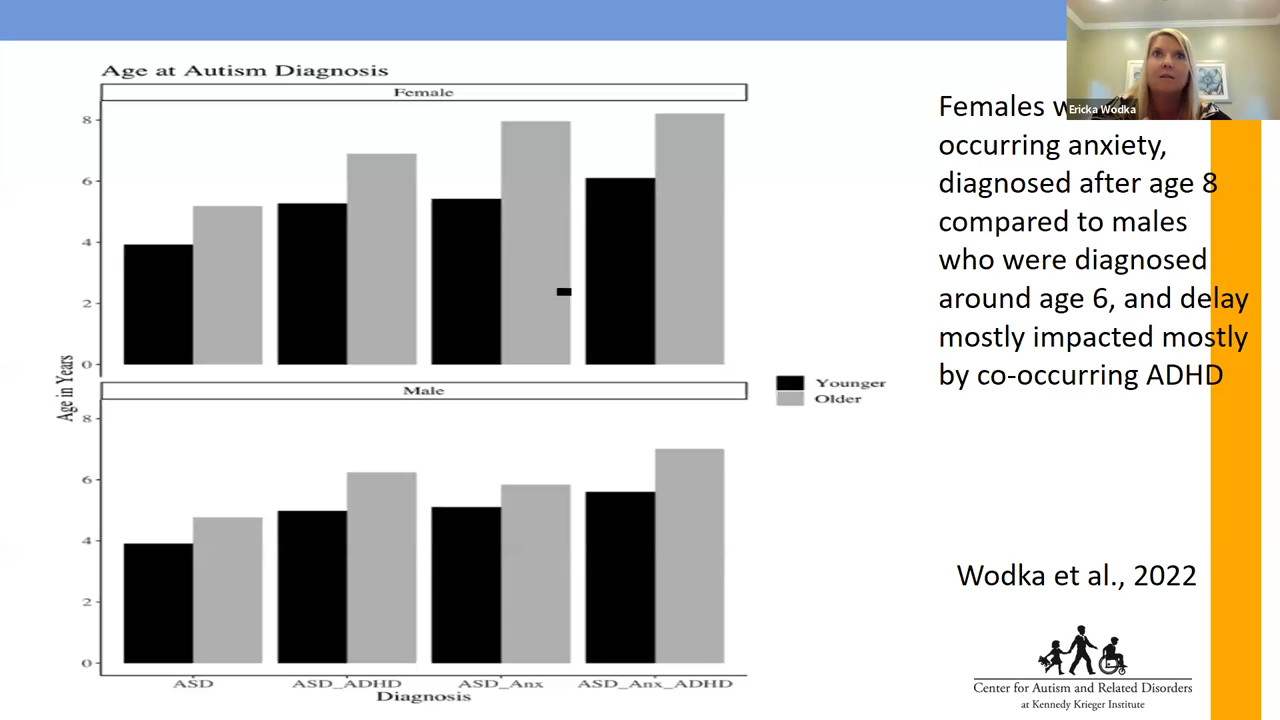 Age at Autism Diagnosis
Female
8
6
4
2
0
Male
8
6
4
2
0
Age in Years
ASD
ASD_ADHD
ASD_Anx
ASD_Anx_ADHD
Diagnosis
Younger
Older
Ericka Wodka
Females
occurring anxiety,
diagnosed after age 8
compared to males
who were diagnosed
around age 6, and delay
mostly impacted mostly
by co-occurring ADHD
Wodka et al., 2022
Center for Autism and Related Disorders
at Kennedy Krieger Institute